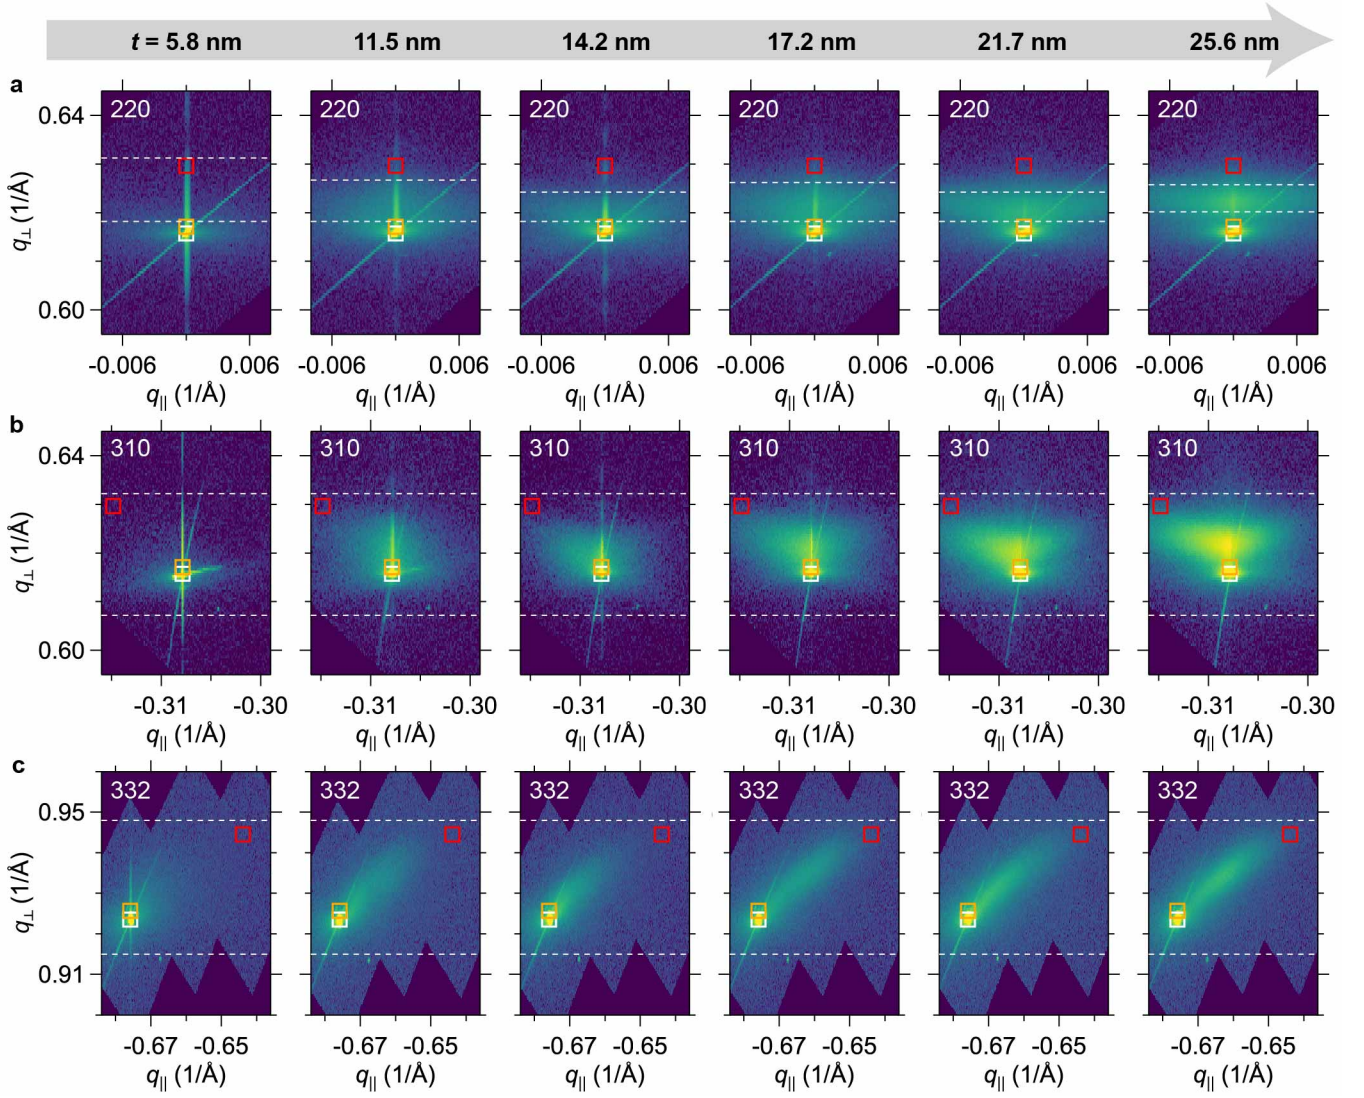 t = 5.8 nm 11.5 nm 14.2 nm 17.2 nm 21.7 nm 25.6 nm
a
220 220 220 220 220 220
0.64
0.60
q⊥ (1/Å)
-0.006 0.006 -0.006 0.006 -0.006 0.006 -0.006 0.006 -0.006 0.006 -0.006 0.006
q|| (1/Å) q|| (1/Å) q|| (1/Å) q|| (1/Å) q|| (1/Å) q|| (1/Å)
b
310 310 310 310 310 310
0.64
0.60
q⊥ (1/Å)
-0.31 -0.30 -0.31 -0.30 -0.31 -0.30 -0.31 -0.30 -0.31 -0.30 -0.31 -0.30
q|| (1/Å) q|| (1/Å) q|| (1/Å) q|| (1/Å) q|| (1/Å) q|| (1/Å)
c
332 332 332 332 332 332
0.95
0.91
q⊥ (1/Å)
-0.67 -0.65 -0.67 -0.65 -0.67 -0.65 -0.67 -0.65 -0.67 -0.65 -0.67 -0.65
q|| (1/Å) q|| (1/Å) q|| (1/Å) q|| (1/Å) q|| (1/Å) q|| (1/Å)